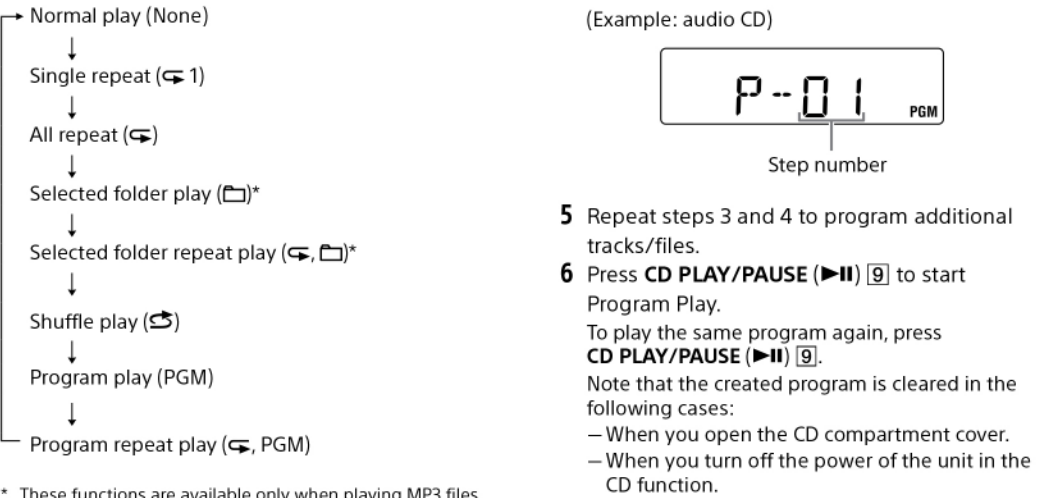 Normal play (None)
Single repeat (1)
All repeat ()
Selected folder play ()*
Selected folder repeat play (, )*
Shuffle play ()
Program play (PGM)
Program repeat play (, PGM)
* These functions are available only when playing MP3 files
(Example: audio CD)
P--01 PGM
Step number
5 Repeat steps 3 and 4 to program additional
tracks/files.
6 Press CD PLAY/PAUSE (▶II) 9 to start
Program Play.
To play the same program again, press
CD PLAY/PAUSE (▶II) 9.
Note that the created program is cleared in the
following cases:
– When you open the CD compartment cover.
– When you turn off the power of the unit in the
CD function.